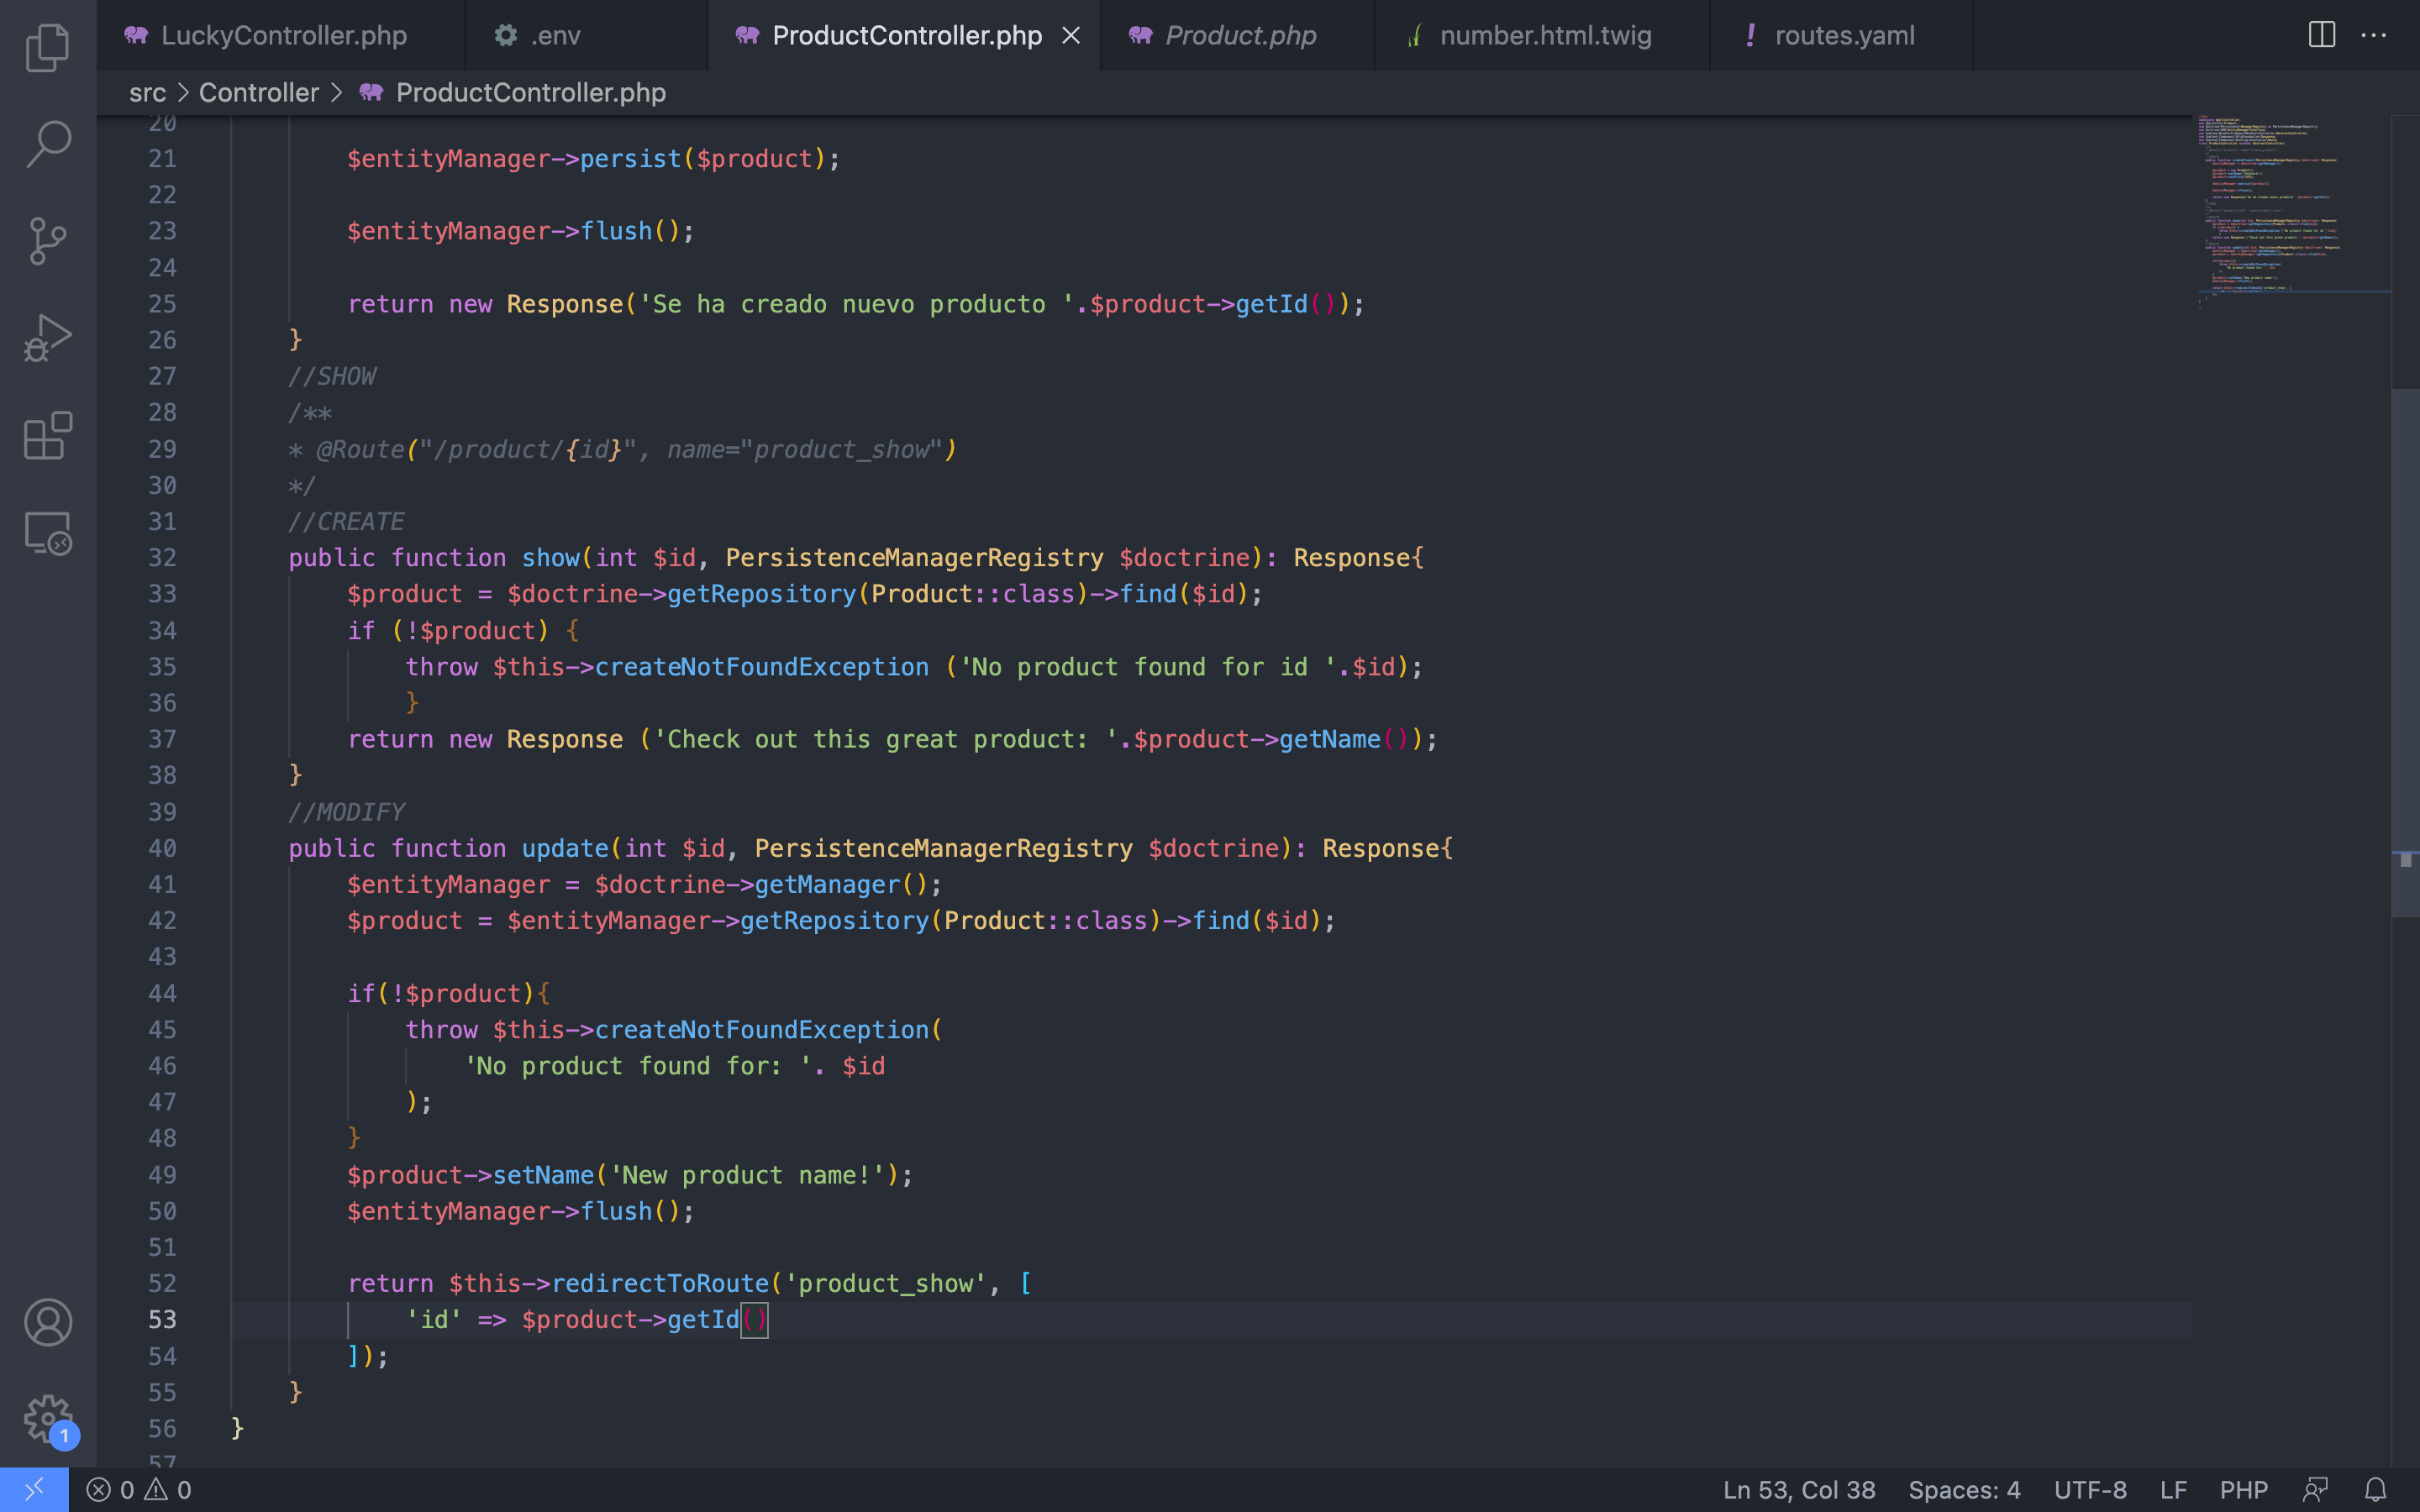 LuckyController.php .env ProductController.php Product.php number.html.twig routes.yaml
src > Controller > ProductController.php
20
21 $entityManager->persist($product);
22
23 $entityManager->flush();
24
25 return new Response('Se ha creado nuevo producto '.$product->getId());
26 }
27 //SHOW
28 /**
29 * @Route("/product/{id}", name="product_show")
30 */
31 //CREATE
32 public function show(int $id, PersistenceManagerRegistry $doctrine): Response{
33 $product = $doctrine->getRepository(Product::class)->find($id);
34 if (!$product) {
35 throw $this->createNotFoundException ('No product found for id '.$id);
36 }
37 return new Response ('Check out this great product: '.$product->getName());
38 }
39 //MODIFY
40 public function update(int $id, PersistenceManagerRegistry $doctrine): Response{
41 $entityManager = $doctrine->getManager();
42 $product = $entityManager->getRepository(Product::class)->find($id);
43
44 if(!$product){
45 throw $this->createNotFoundException(
46 'No product found for: '. $id
47 );
48 }
49 $product->setName('New product name!');
50 $entityManager->flush();
51
52 return $this->redirectToRoute('product_show', [
53 'id' => $product->getId()
54 ]);
55 }
56 }
57
1
0 0 Ln 53, Col 38 Spaces: 4 UTF-8 LF PHP